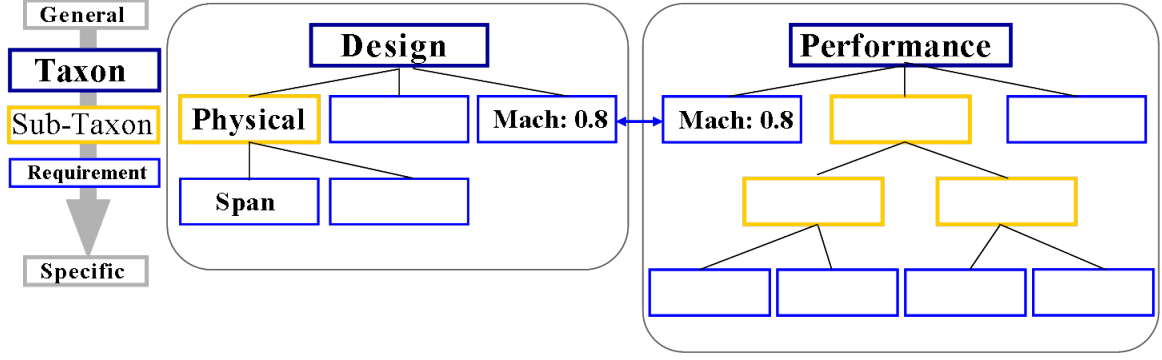 General
Taxon
Sub-Taxon
Requirement
Specific
Design
Physical
Mach: 0.8
Span
Performance
Mach: 0.8